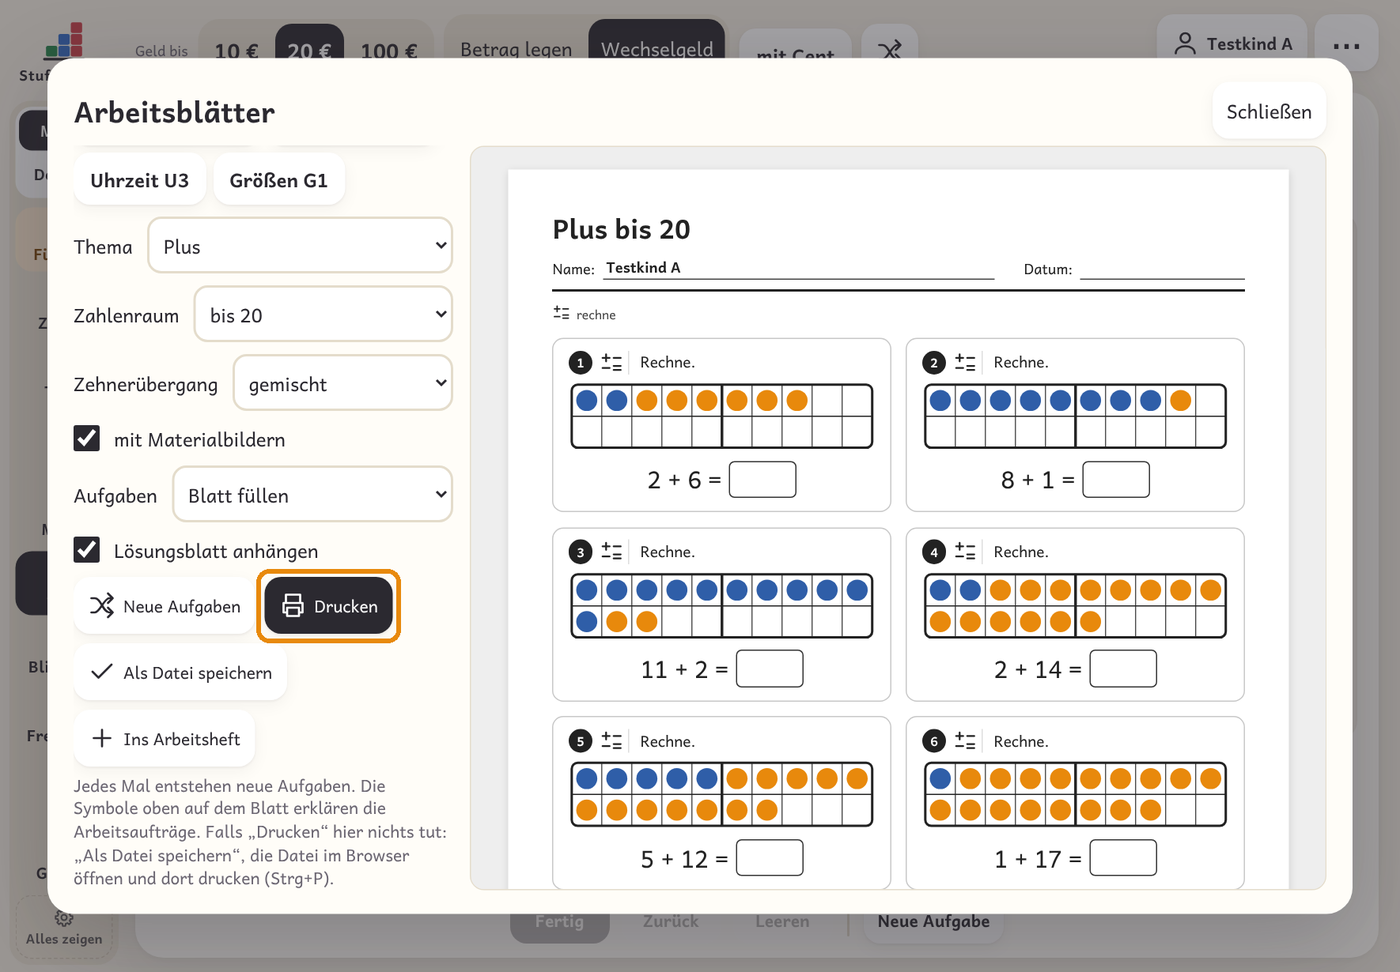 Geld bis
10 €
20 €
100 €
Betrag legen
Wechselgeld
mit Cent
Testkind A
...
Arbeitsblätter
Schließen
Uhrzeit U3
Größen G1
Thema
Plus
Zahlenraum
bis 20
Zehnerübergang
gemischt
mit Materialbildern
Aufgaben
Blatt füllen
Lösungsblatt anhängen
Neue Aufgaben
Drucken
Als Datei speichern
Ins Arbeitsheft
Jedes Mal entstehen neue Aufgaben. Die
Symbole oben auf dem Blatt erklären die
Arbeitsaufträge. Falls „Drucken“ hier nichts tut:
„Als Datei speichern“, die Datei im Browser
öffnen und dort drucken (Strg+P).
Plus bis 20
Name: Testkind A
Datum:
rechne
1 Rechne.
2 + 6 =
2 Rechne.
8 + 1 =
3 Rechne.
11 + 2 =
4 Rechne.
2 + 14 =
5 Rechne.
5 + 12 =
6 Rechne.
1 + 17 =
Alles zeigen
Fertig
Zurück
Leeren
Neue Aufgabe